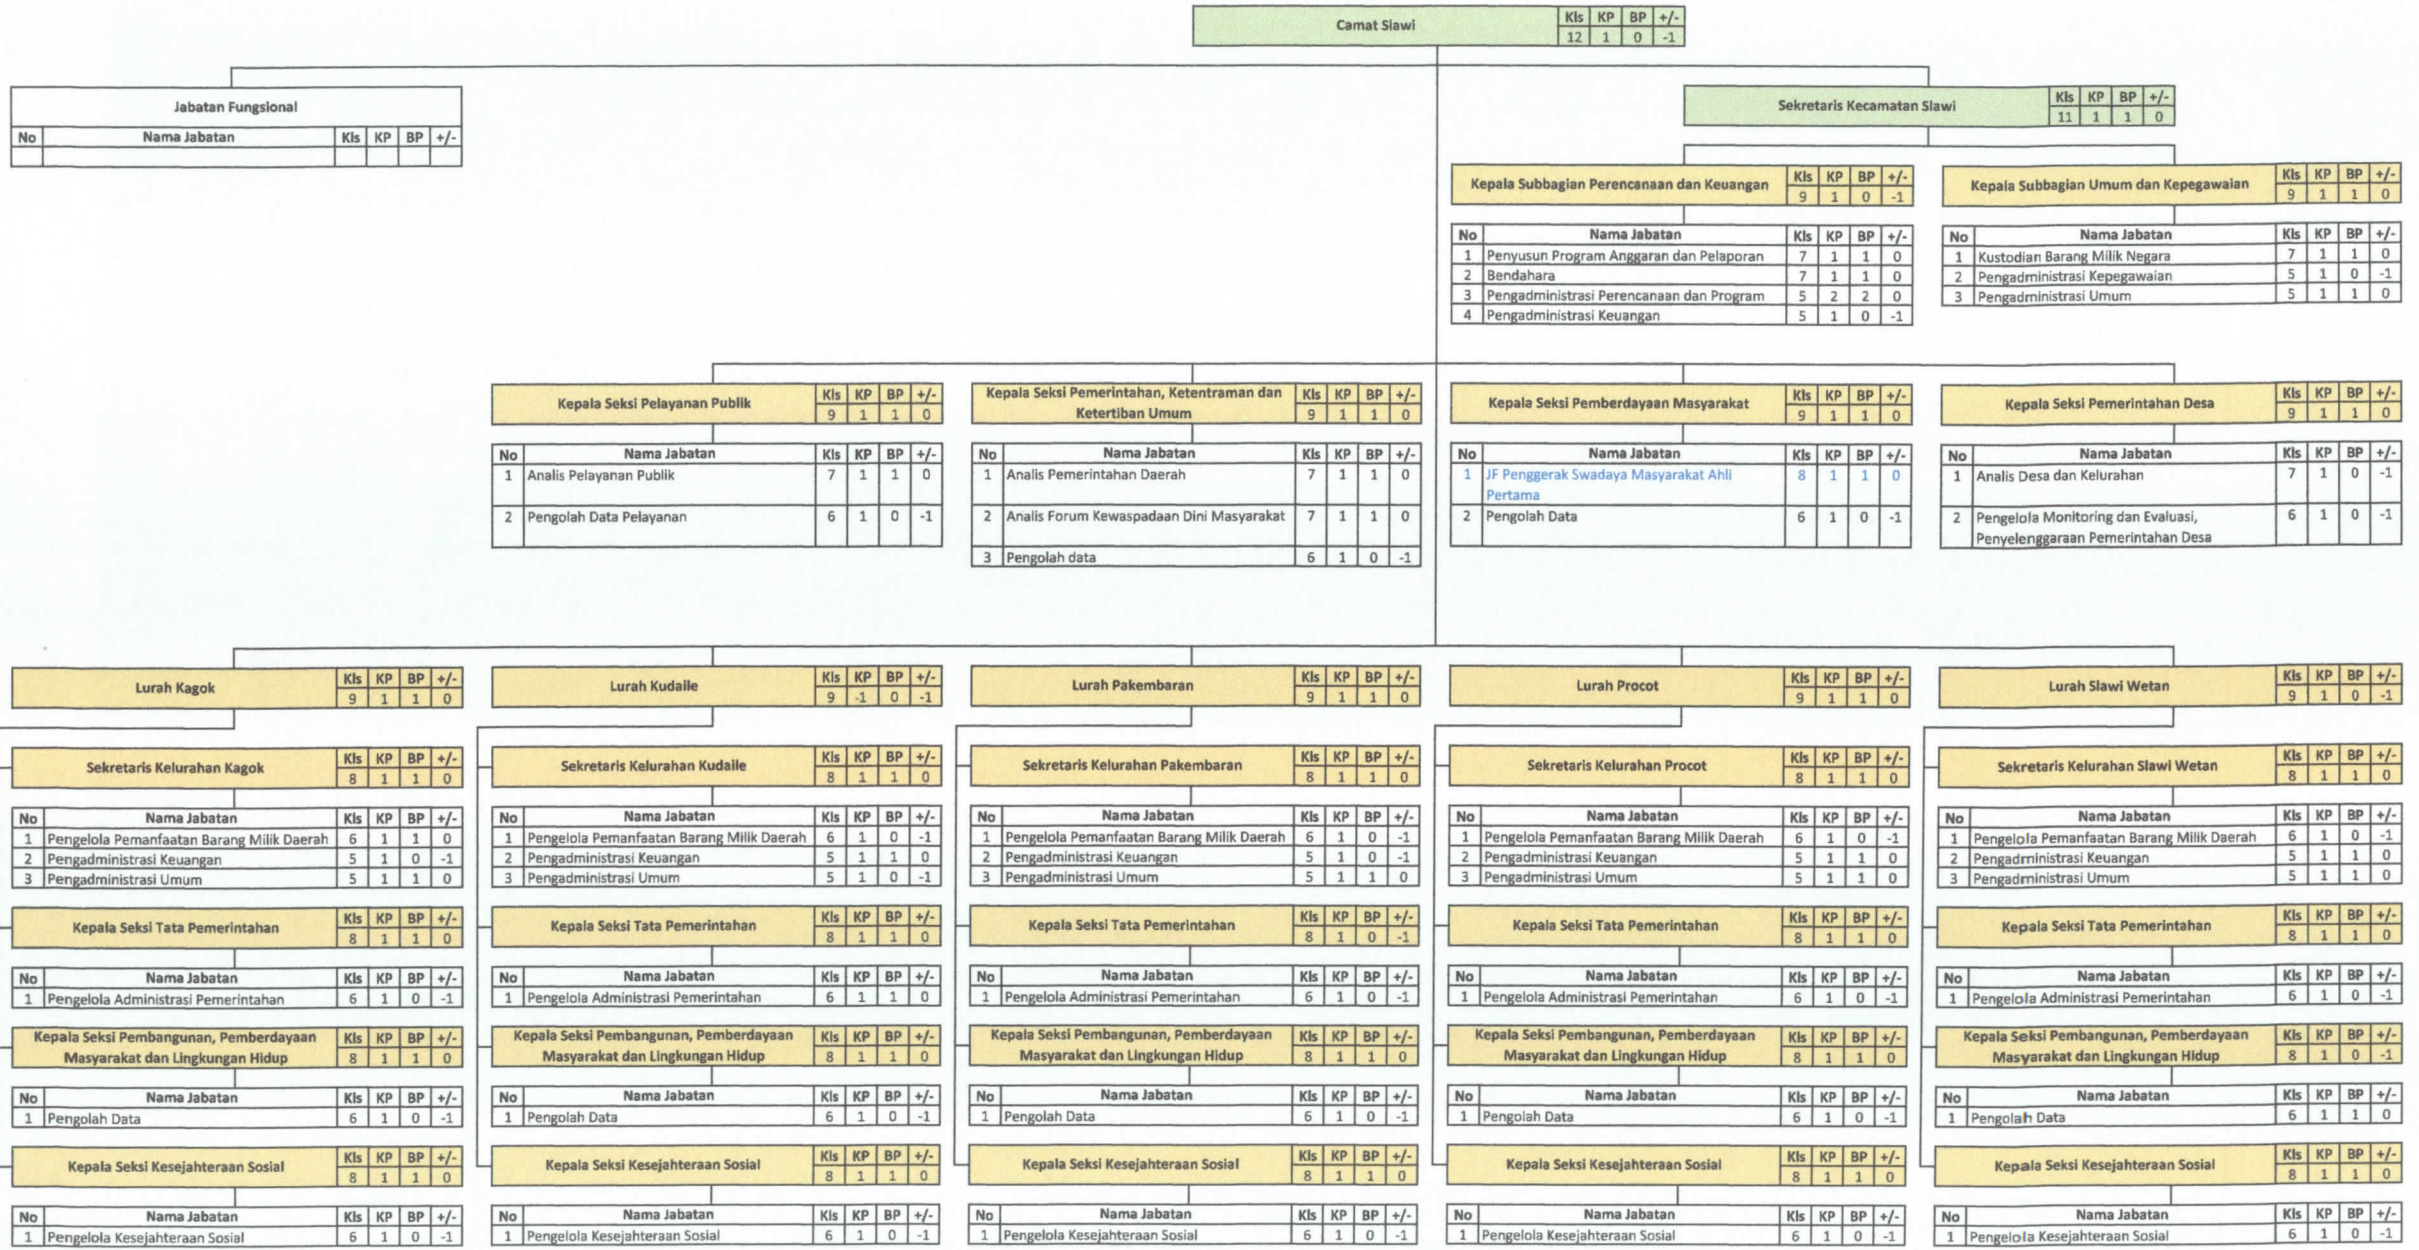 Camat Slawi
Kls KP BP +/-
12 1 0 -1
Jabatan Fungsional
No Nama Jabatan Kls KP BP +/-
Sekretaris Kecamatan Slawi
Kls KP BP +/-
11 1 1 0
Kepala Subbagian Perencanaan dan Keuangan
Kls KP BP +/-
9 1 0 -1
No Nama Jabatan Kls KP BP +/-
1 Penyusun Program Anggaran dan Pelaporan 7 1 1 0
2 Bendahara 7 1 1 0
3 Pengadministrasi Perencanaan dan Program 5 2 2 0
4 Pengadministrasi Keuangan 5 1 0 -1
Kepala Subbagian Umum dan Kepegawaian
Kls KP BP +/-
9 1 1 0
No Nama Jabatan Kls KP BP +/-
1 Kustodian Barang Milik Negara 7 1 1 0
2 Pengadministrasi Kepegawaian 5 1 0 -1
3 Pengadministrasi Umum 5 1 1 0
Kepala Seksi Pelayanan Publik
Kls KP BP +/-
9 1 1 0
No Nama Jabatan Kls KP BP +/-
1 Analis Pelayanan Publik 7 1 1 0
2 Pengolah Data Pelayanan 6 1 0 -1
Kepala Seksi Pemerintahan, Ketentraman dan
Ketertiban Umum
Kls KP BP +/-
9 1 1 0
No Nama Jabatan Kls KP BP +/-
1 Analis Pemerintahan Daerah 7 1 1 0
2 Analis Forum Kewaspadaan Dini Masyarakat 7 1 1 0
3 Pengolah data 6 1 0 -1
Kepala Seksi Pemberdayaan Masyarakat
Kls KP BP +/-
9 1 1 0
No Nama Jabatan Kls KP BP +/-
1 JF Penggerak Swadaya Masyarakat Ahli 8 1 1 0
Pertama
2 Pengolah Data 6 1 0 -1
Kepala Seksi Pemerintahan Desa
Kls KP BP +/-
9 1 1 0
No Nama Jabatan Kls KP BP +/-
1 Analis Desa dan Kelurahan 7 1 0 -1
2 Pengelola Monitoring dan Evaluasi, 6 1 0 -1
Penyelenggaraan Pemerintahan Desa
Lurah Kagok
Kls KP BP +/-
9 1 1 0
Sekretaris Kelurahan Kagok
Kls KP BP +/-
8 1 1 0
No Nama Jabatan Kls KP BP +/-
1 Pengelola Pemanfaatan Barang Milik Daerah 6 1 1 0
2 Pengadministrasi Keuangan 5 1 0 -1
3 Pengadministrasi Umum 5 1 1 0
Kepala Seksi Tata Pemerintahan
Kls KP BP +/-
8 1 1 0
No Nama Jabatan Kls KP BP +/-
1 Pengelola Administrasi Pemerintahan 6 1 0 -1
Kepala Seksi Pembangunan, Pemberdayaan
Masyarakat dan Lingkungan Hidup
Kls KP BP +/-
8 1 1 0
No Nama Jabatan Kls KP BP +/-
1 Pengolah Data 6 1 0 -1
Kepala Seksi Kesejahteraan Sosial
Kls KP BP +/-
8 1 1 0
No Nama Jabatan Kls KP BP +/-
1 Pengelola Kesejahteraan Sosial 6 1 0 -1
Lurah Kudaile
Kls KP BP +/-
9 -1 0 -1
Sekretaris Kelurahan Kudaile
Kls KP BP +/-
8 1 1 0
No Nama Jabatan Kls KP BP +/-
1 Pengelola Pemanfaatan Barang Milik Daerah 6 1 0 -1
2 Pengadministrasi Keuangan 5 1 1 0
3 Pengadministrasi Umum 5 1 0 -1
Kepala Seksi Tata Pemerintahan
Kls KP BP +/-
8 1 1 0
No Nama Jabatan Kls KP BP +/-
1 Pengelola Administrasi Pemerintahan 6 1 1 0
Kepala Seksi Pembangunan, Pemberdayaan
Masyarakat dan Lingkungan Hidup
Kls KP BP +/-
8 1 1 0
No Nama Jabatan Kls KP BP +/-
1 Pengolah Data 6 1 0 -1
Kepala Seksi Kesejahteraan Sosial
Kls KP BP +/-
8 1 1 0
No Nama Jabatan Kls KP BP +/-
1 Pengelola Kesejahteraan Sosial 6 1 0 -1
Lurah Pakembaran
Kls KP BP +/-
9 1 1 0
Sekretaris Kelurahan Pakembaran
Kls KP BP +/-
8 1 1 0
No Nama Jabatan Kls KP BP +/-
1 Pengelola Pemanfaatan Barang Milik Daerah 6 1 0 -1
2 Pengadministrasi Keuangan 5 1 0 -1
3 Pengadministrasi Umum 5 1 1 0
Kepala Seksi Tata Pemerintahan
Kls KP BP +/-
8 1 0 -1
No Nama Jabatan Kls KP BP +/-
1 Pengelola Administrasi Pemerintahan 6 1 0 -1
Kepala Seksi Pembangunan, Pemberdayaan
Masyarakat dan Lingkungan Hidup
Kls KP BP +/-
8 1 1 0
No Nama Jabatan Kls KP BP +/-
1 Pengolah Data 6 1 0 -1
Kepala Seksi Kesejahteraan Sosial
Kls KP BP +/-
8 1 1 0
No Nama Jabatan Kls KP BP +/-
1 Pengelola Kesejahteraan Sosial 6 1 0 -1
Lurah Procot
Kls KP BP +/-
9 1 1 0
Sekretaris Kelurahan Procot
Kls KP BP +/-
8 1 1 0
No Nama Jabatan Kls KP BP +/-
1 Pengelola Pemanfaatan Barang Milik Daerah 6 1 0 -1
2 Pengadministrasi Keuangan 5 1 1 0
3 Pengadministrasi Umum 5 1 1 0
Kepala Seksi Tata Pemerintahan
Kls KP BP +/-
8 1 1 0
No Nama Jabatan Kls KP BP +/-
1 Pengelola Administrasi Pemerintahan 6 1 0 -1
Kepala Seksi Pembangunan, Pemberdayaan
Masyarakat dan Lingkungan Hidup
Kls KP BP +/-
8 1 1 0
No Nama Jabatan Kls KP BP +/-
1 Pengolah Data 6 1 0 -1
Kepala Seksi Kesejahteraan Sosial
Kls KP BP +/-
8 1 1 0
No Nama Jabatan Kls KP BP +/-
1 Pengelola Kesejahteraan Sosial 6 1 0 -1
Lurah Slawi Wetan
Kls KP BP +/-
9 1 0 -1
Sekretaris Kelurahan Slawi Wetan
Kls KP BP +/-
8 1 1 0
No Nama Jabatan Kls KP BP +/-
1 Pengelola Pemanfaatan Barang Milik Daerah 6 1 0 -1
2 Pengadministrasi Keuangan 5 1 1 0
3 Pengadministrasi Umum 5 1 1 0
Kepala Seksi Tata Pemerintahan
Kls KP BP +/-
8 1 1 0
No Nama Jabatan Kls KP BP +/-
1 Pengelola Administrasi Pemerintahan 6 1 0 -1
Kepala Seksi Pembangunan, Pemberdayaan
Masyarakat dan Lingkungan Hidup
Kls KP BP +/-
8 1 0 -1
No Nama Jabatan Kls KP BP +/-
1 Pengolah Data 6 1 1 0
Kepala Seksi Kesejahteraan Sosial
Kls KP BP +/-
8 1 1 0
No Nama Jabatan Kls KP BP +/-
1 Pengelola Kesejahteraan Sosial 6 1 0 -1